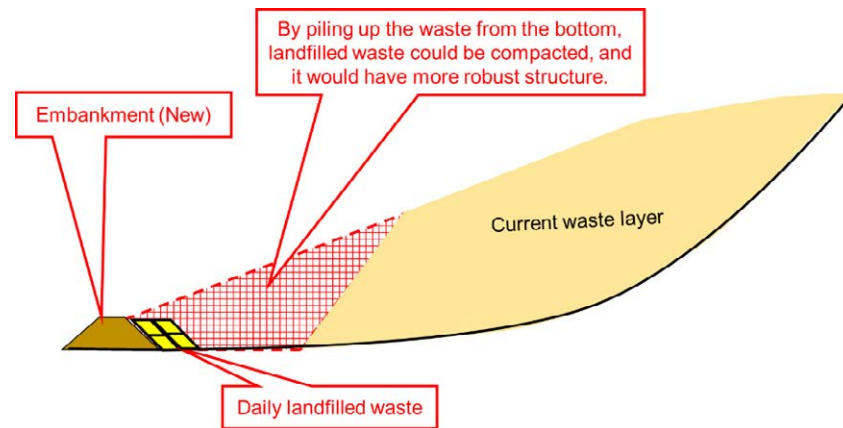 By piling up the waste from the bottom,
landfilled waste could be compacted, and
it would have more robust structure.
Embankment (New)
Current waste layer
Daily landfilled waste